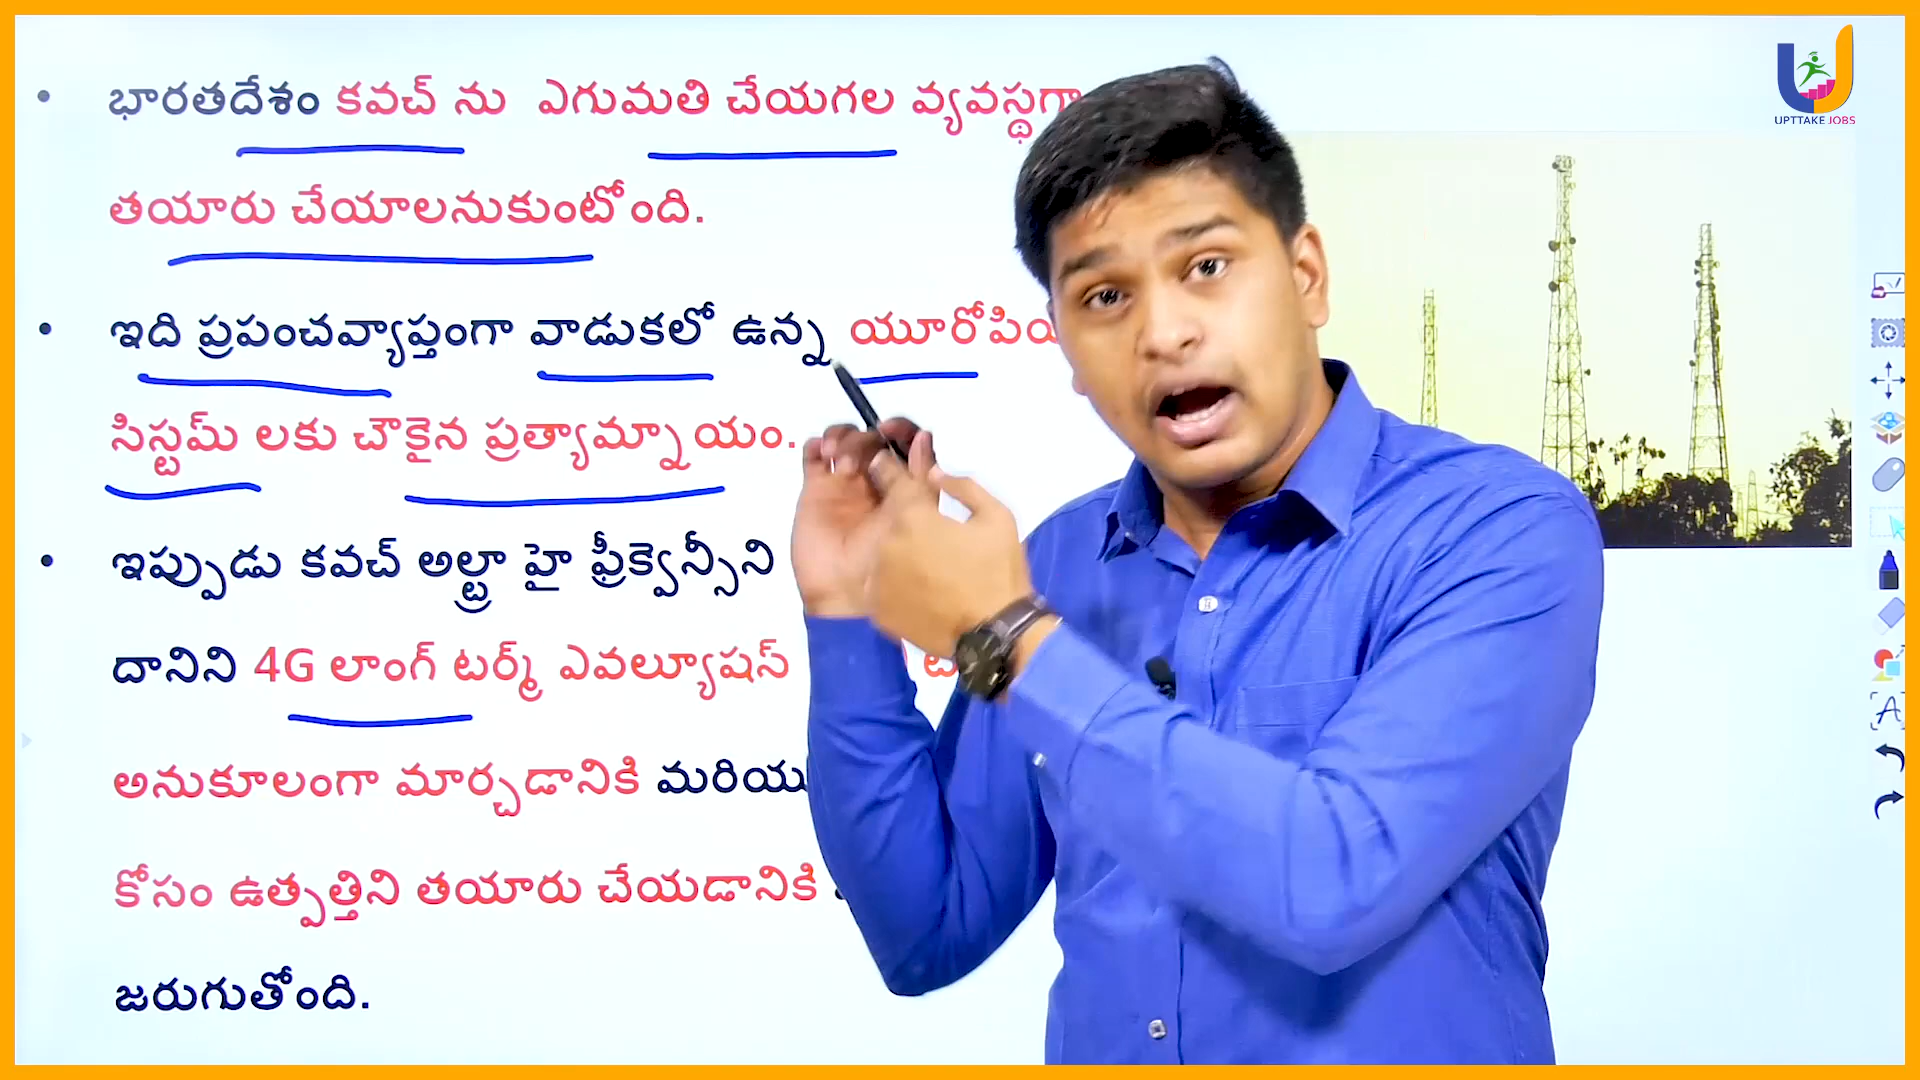 భారతదేశం కవచ్ ను ఎగుమతి చేయగల వ్యవస్థగా
తయారు చేయాలనుకుంటోంది.
ఇది ప్రపంచవ్యాప్తంగా వాడుకలో ఉన్న
సిస్టమ్ లకు చౌకైన ప్రత్యామ్నాయం.
ఇప్పుడు కవచ్ అల్ట్రా హై ఫ్రీక్వెన్సీని
దానిని 4G లాంగ్ టర్మ్ ఎవల్యూషన్
అనుకూలంగా మార్చడానికి
కోసం ఉత్పత్తిని తయారు చేయడానికి
జరుగుతోంది.
UPTTAKE JOBS